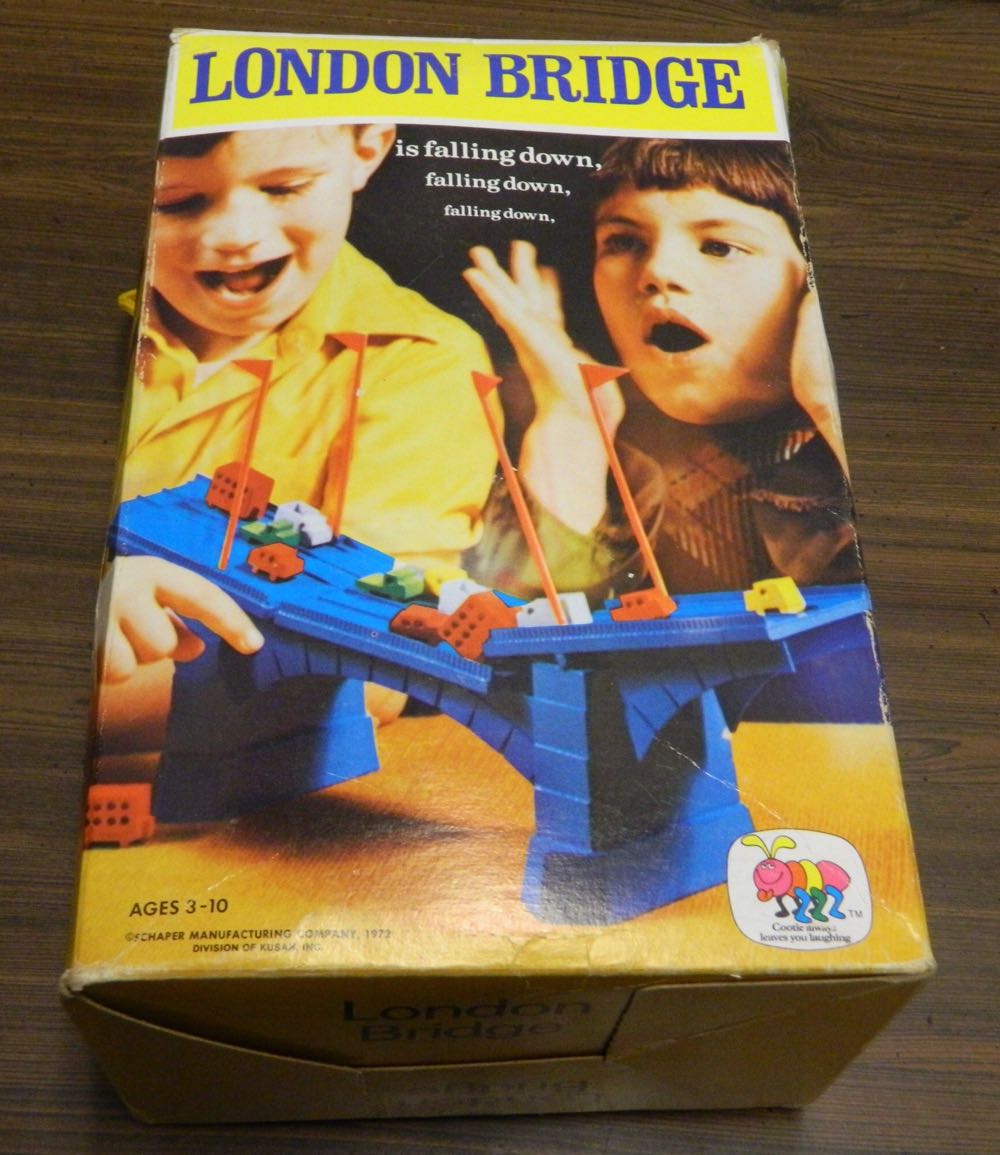 LONDON BRIDGE
is falling down,
falling down,
falling down,
AGES 3-10
©SCHAPER MANUFACTURING COMPANY, 1972
DIVISION OF KUSAN, INC.
TM
Cootie always
leaves you laughing
London
Bridge